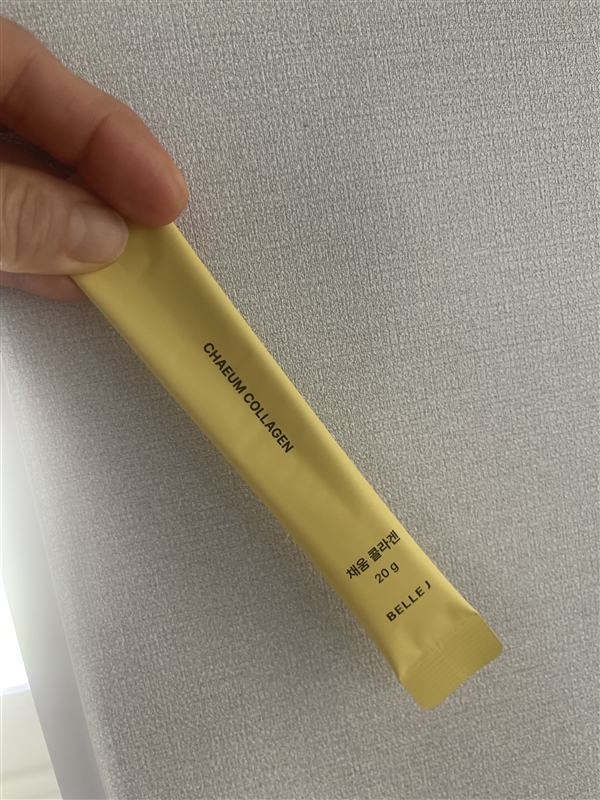 CHAEUM COLLAGEN
채움 콜라겐
20 g
BELLE J